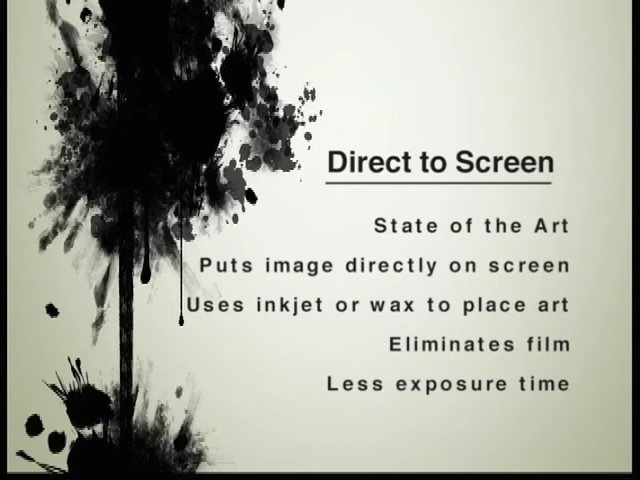 Direct to Screen
State of the Art
Puts image directly on screen
Uses inkjet or wax to place art
Eliminates film
Less exposure time